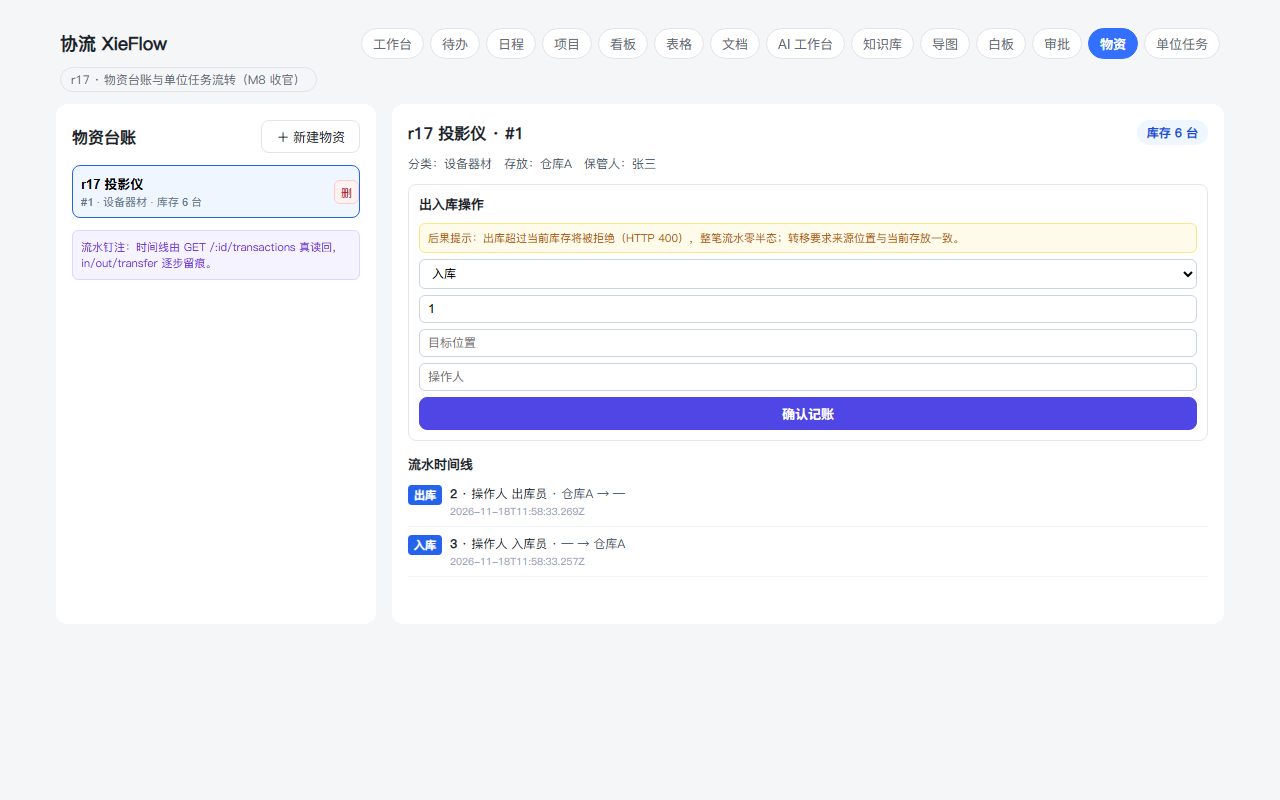 协流 XieFlow
工作台 待办 日程 项目 看板 表格 文档 AI 工作台 知识库 导图 白板 审批 物资 单位任务
r17 · 物资台账与单位任务流转（M8 收官）
物资台账
＋ 新建物资
r17 投影仪
#1 · 设备器材 · 库存 6 台
删
流水钉注：时间线由 GET /:id/transactions 真读回，
in/out/transfer 逐步留痕。
r17 投影仪 · #1
库存 6 台
分类：设备器材 存放：仓库A 保管人：张三
出入库操作
后果提示：出库超过当前库存将被拒绝（HTTP 400），整笔流水零半态；转移要求来源位置与当前存放一致。
入库
1
目标位置
操作人
确认记账
流水时间线
出库 2 · 操作人 出库员 · 仓库A → —
2026-11-18T11:58:33.269Z
入库 3 · 操作人 入库员 · — → 仓库A
2026-11-18T11:58:33.257Z